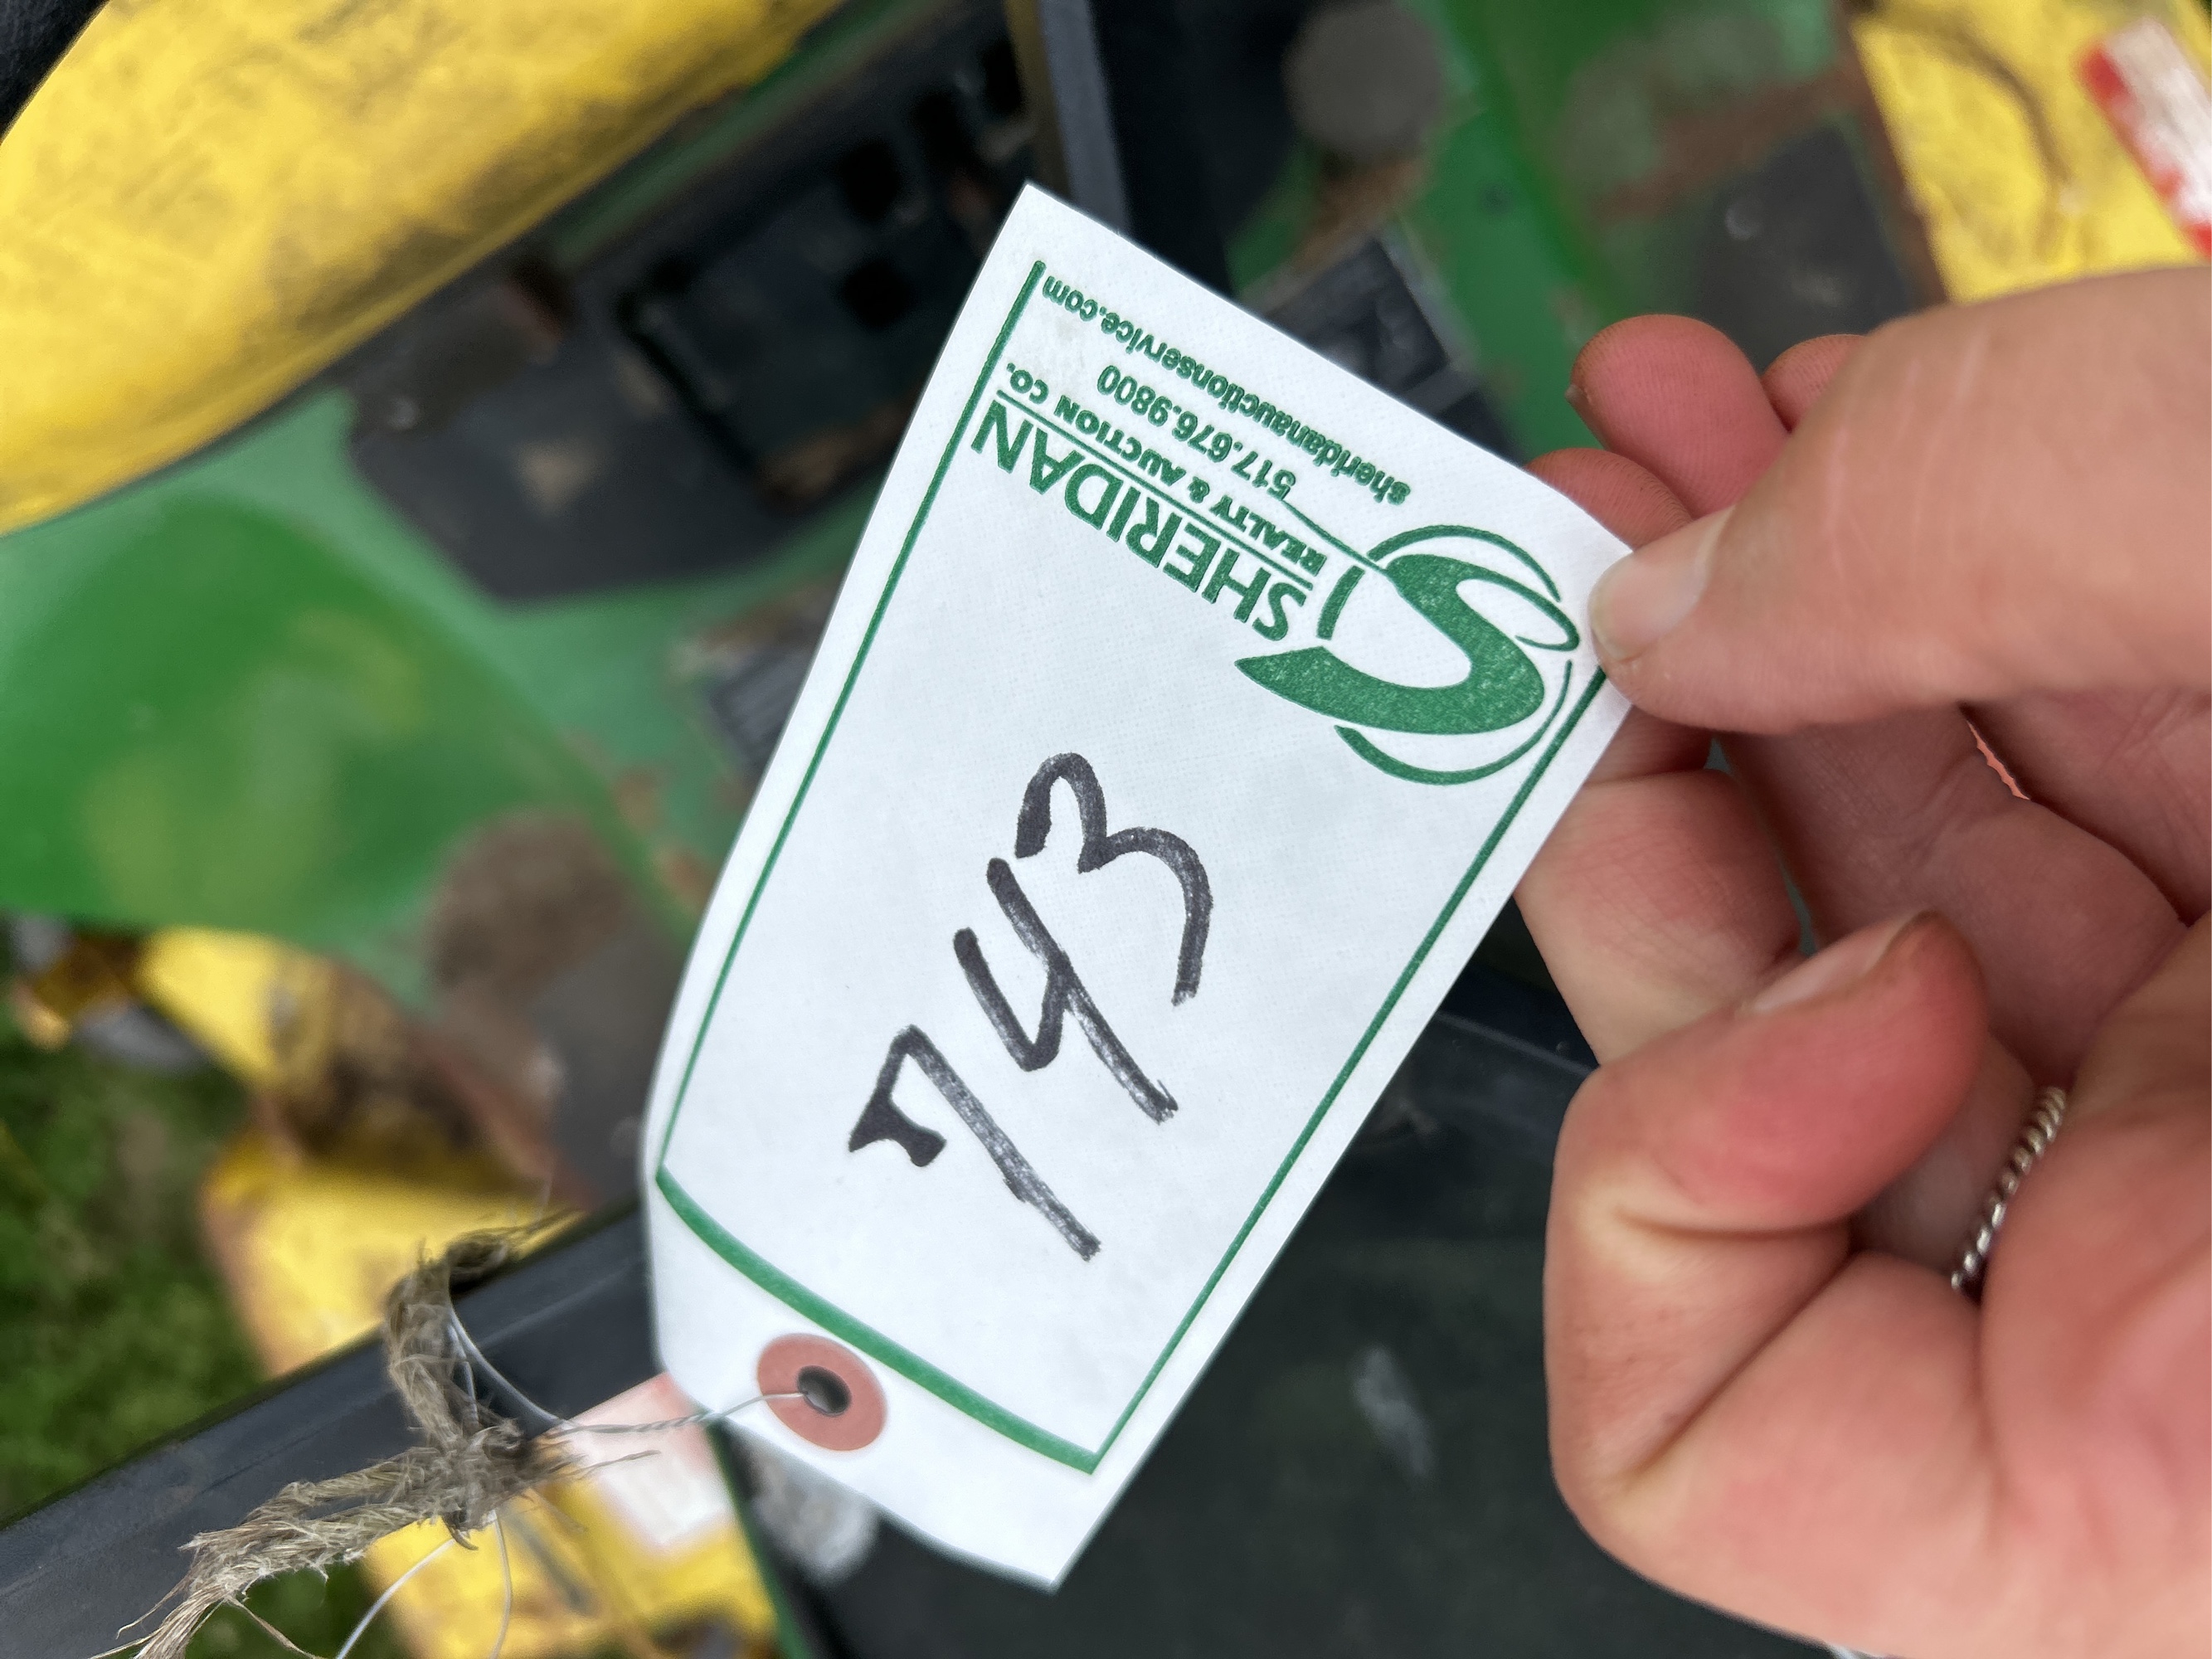 743
SHERIDAN
REALTY & AUCTION CO.
517.676.9800
sheridanauctionservice.com